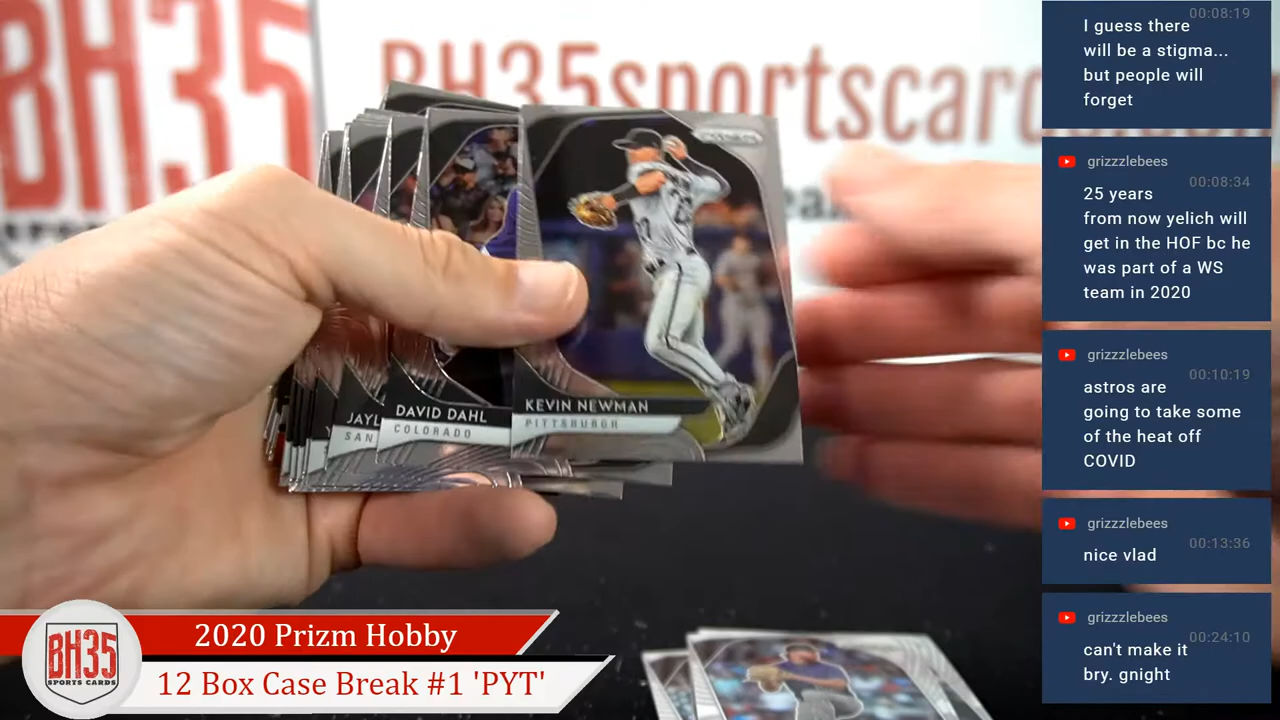 BH35
SPORTS
BH35sportscard
KEVIN NEWMAN
PITTSBURGH
DAVID DAHL
COLORADO
JAYL
SAN
2020 Prizm Hobby
12 Box Case Break #1 'PYT'
BH35
SPORTS CARDS
00:08:19
I guess there
will be a stigma...
but people will
forget
grizzzlebees
00:08:34
25 years
from now yelich will
get in the HOF bc he
was part of a WS
team in 2020
grizzzlebees
00:10:19
astros are
going to take some
of the heat off
COVID
grizzzlebees
00:13:36
nice vlad
grizzzlebees
00:24:10
can't make it
bry. gnight